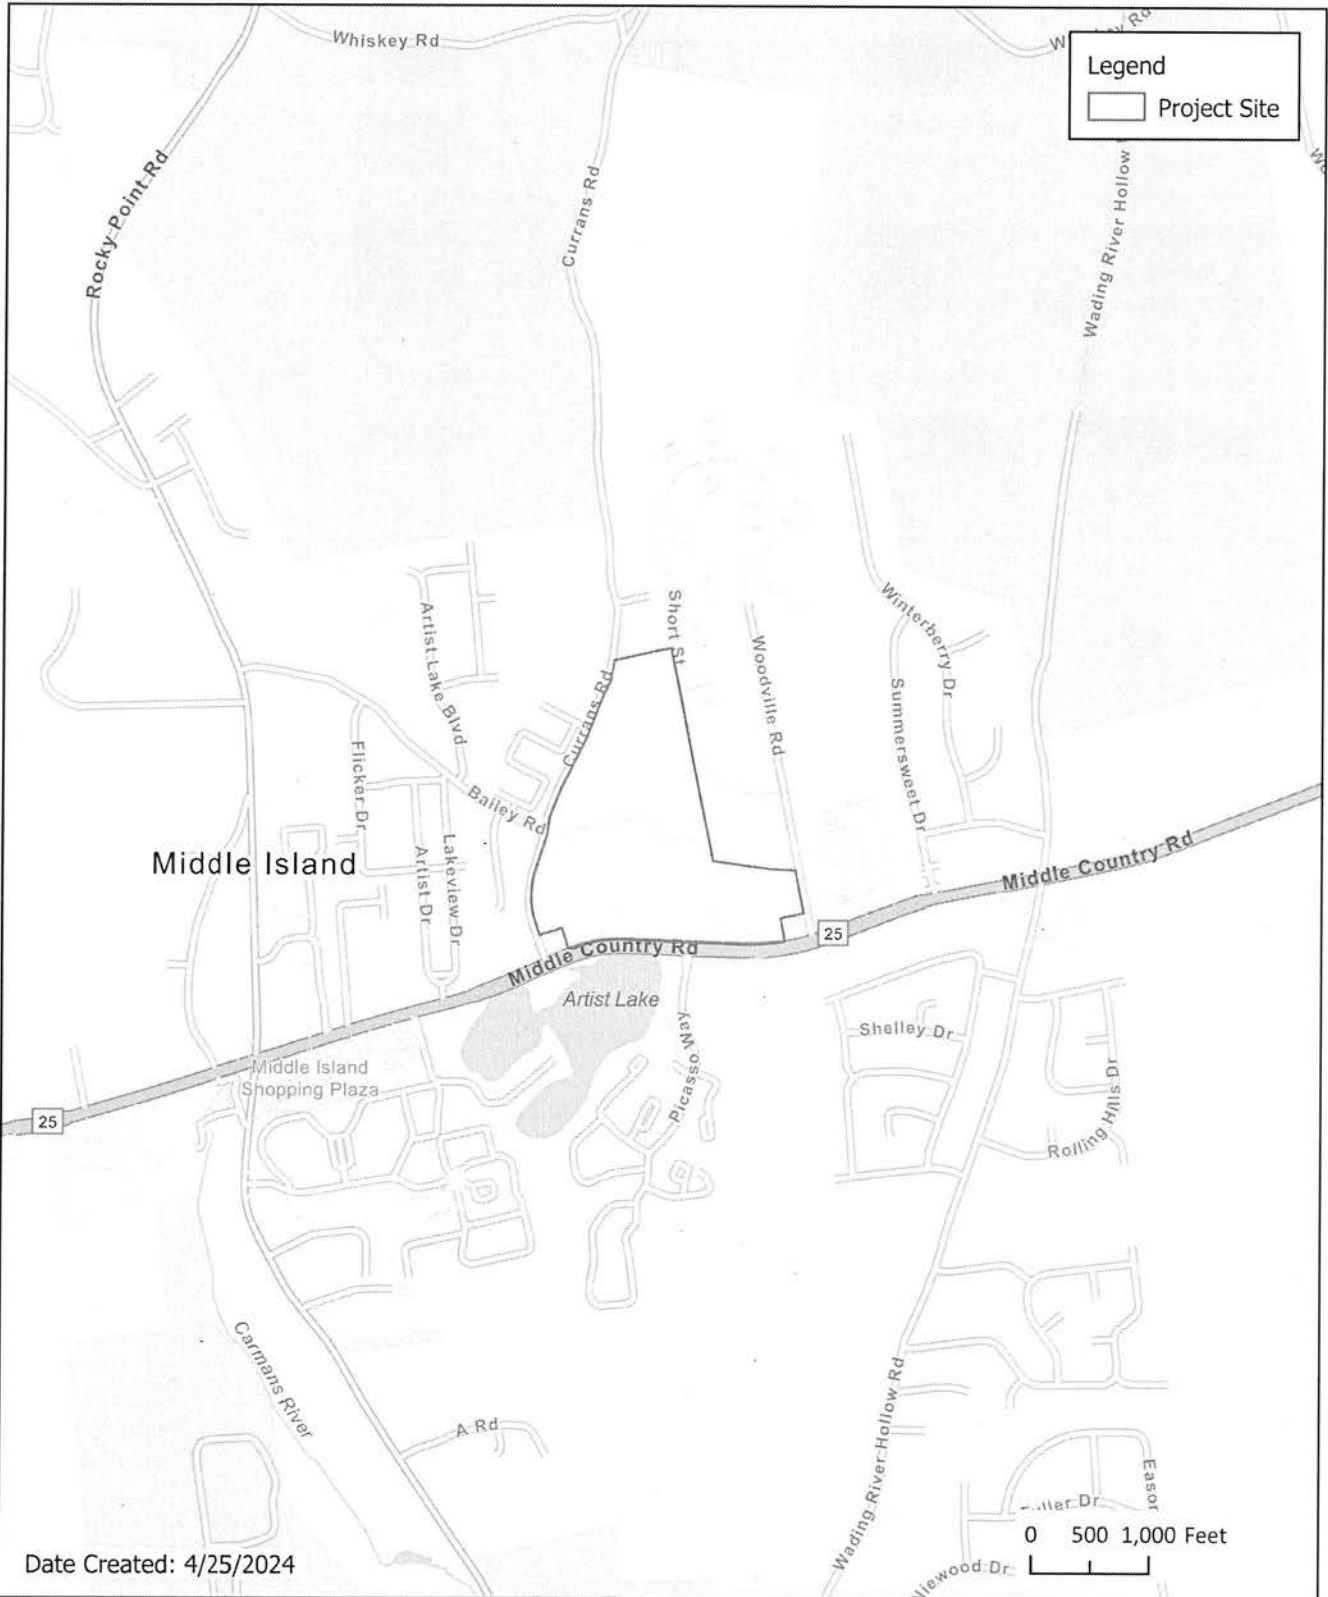 Whiskey Rd
Legend
Project Site
Rocky Point Rd
Currans Rd
Wading River Hollow
Short St
Winterberry Dr
Artist Lake Blvd
Woodville Rd
Currans Rd
Summersweet Dr
Flicker Dr
Bailey Rd
Middle Island
Artist Dr
Lakeview Dr
Middle Country Rd
25
Middle Country Rd
Artist Lake
Picasso Way
Shelley Dr
Middle Island
Shopping Plaza
25
Rolling Hills Dr
Carmans River
A Rd
Wading River Hollow Rd
Easor
0 500 1,000 Feet
Date Created: 4/25/2024